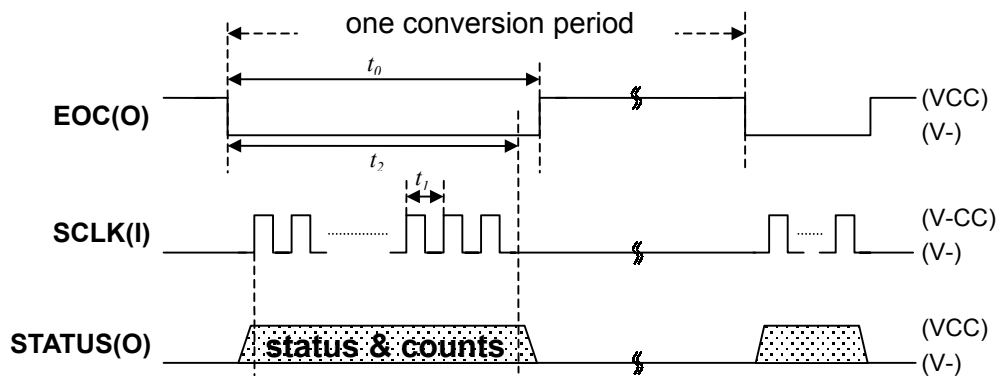 one conversion period
t0
EOC(O)
(VCC)
(V-)
t2
t1
SCLK(I)
(V-CC)
(V-)
STATUS(O)
status & counts
(VCC)
(V-)